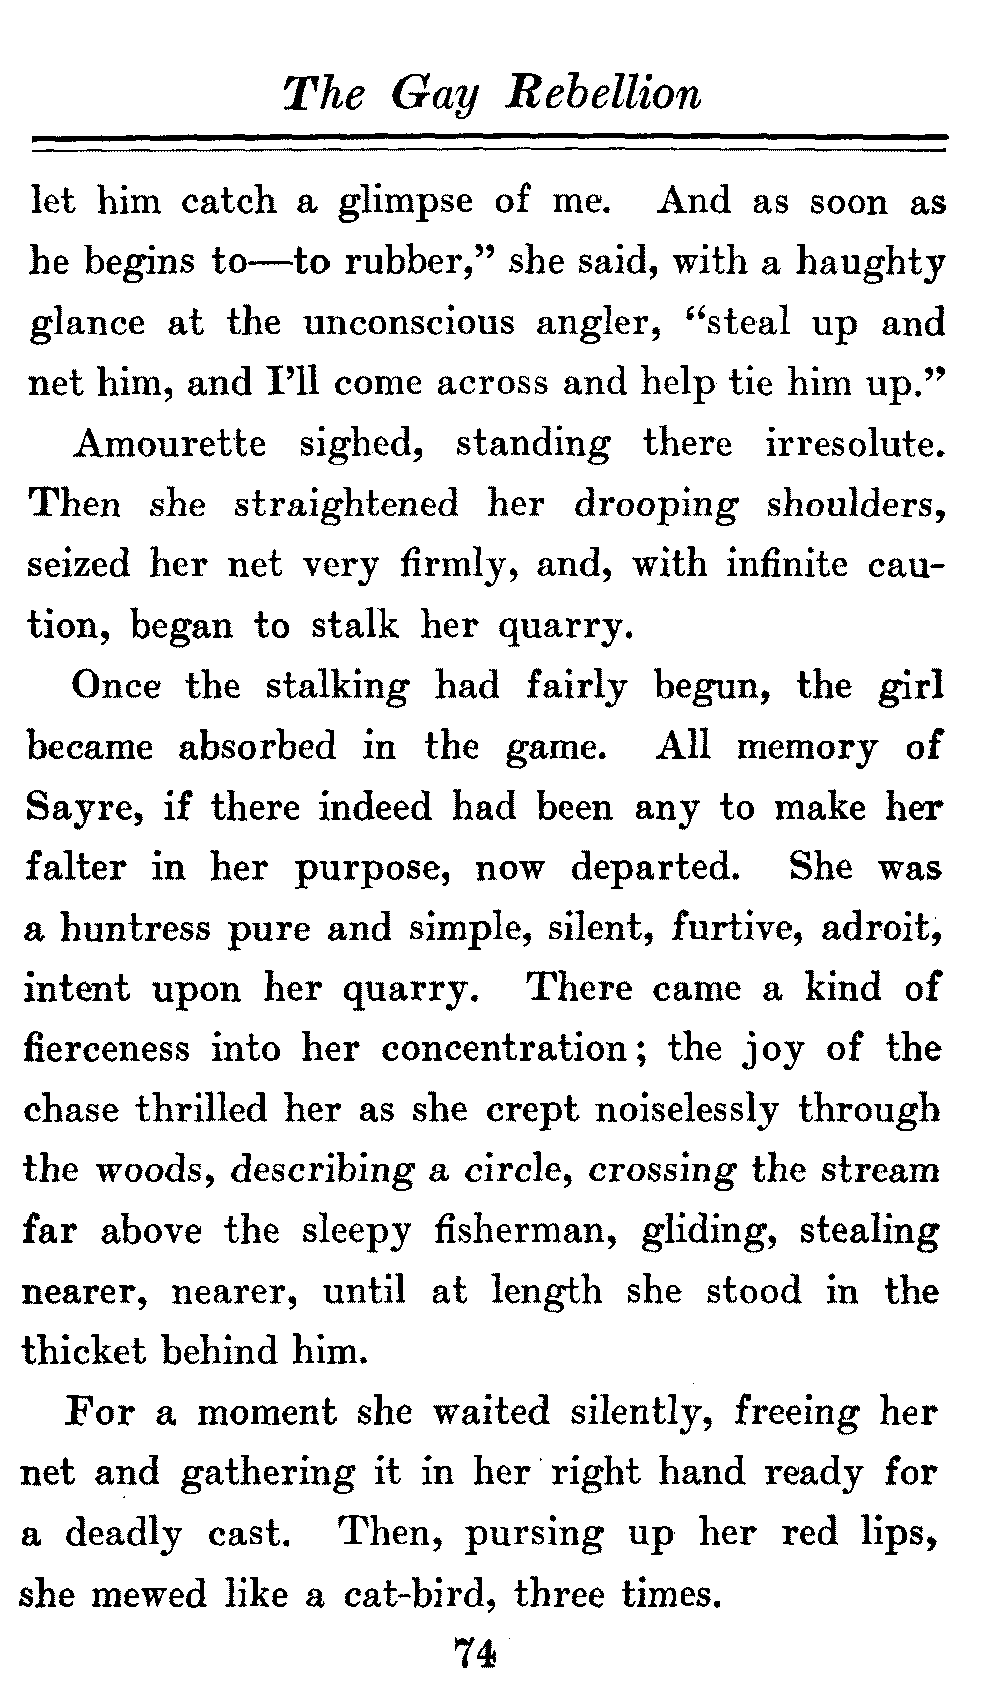 The Gay Rebellion
let him catch a glimpse of me. And as soon as
he begins to—to rubber,” she said, with a haughty
glance at the unconscious angler, “steal up and
net him, and I’ll come across and help tie him up.”
Amourette sighed, standing there irresolute.
Then she straightened her drooping shoulders,
seized her net very firmly, and, with infinite cau-
tion, began to stalk her quarry.
Once the stalking had fairly begun, the girl
became absorbed in the game. All memory of
Sayre, if there indeed had been any to make her
falter in her purpose, now departed. She was
a huntress pure and simple, silent, furtive, adroit,
intent upon her quarry. There came a kind of
fierceness into her concentration; the joy of the
chase thrilled her as she crept noiselessly through
the woods, describing a circle, crossing the stream
far above the sleepy fisherman, gliding, stealing
nearer, nearer, until at length she stood in the
thicket behind him.
For a moment she waited silently, freeing her
net and gathering it in her right hand ready for
a deadly cast. Then, pursing up her red lips,
she mewed like a cat-bird, three times.
74